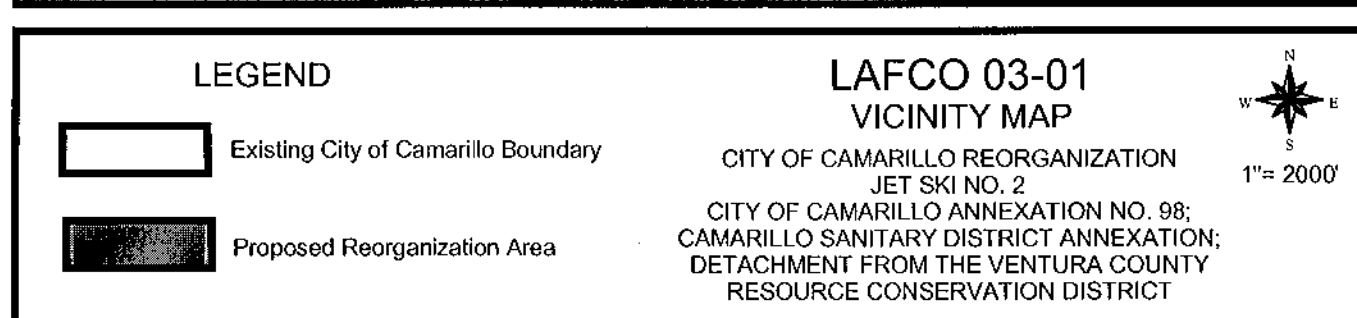 LEGEND
Existing City of Camarillo Boundary
Proposed Reorganization Area
LAFCO 03-01
VICINITY MAP
CITY OF CAMARILLO REORGANIZATION
JET SKI NO. 2
CITY OF CAMARILLO ANNEXATION NO. 98;
CAMARILLO SANITARY DISTRICT ANNEXATION;
DETACHMENT FROM THE VENTURA COUNTY
RESOURCE CONSERVATION DISTRICT
N
W E
S
1"= 2000'